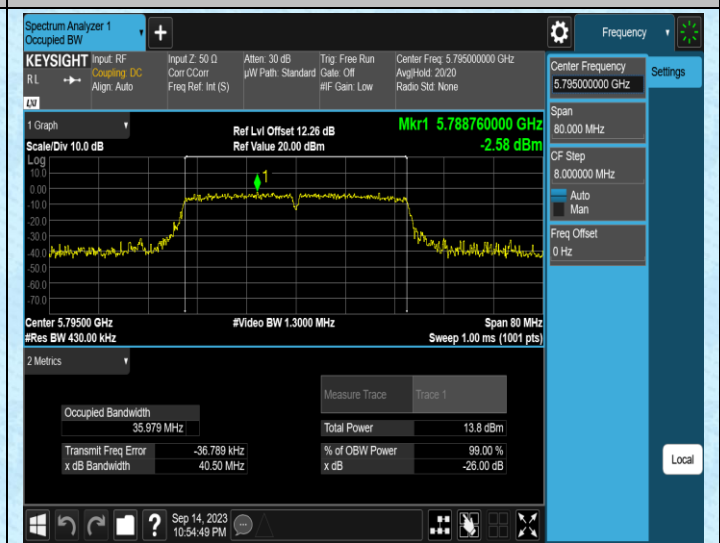 Spectrum Analyzer 1
Occupied BW
+
Frequency
KEYSIGHT
RL
LXI
Input: RF
Coupling: DC
Align: Auto
Input Z: 50 Ω
Corr CCorr
Freq Ref: Int (S)
Atten: 30 dB
µW Path: Standard
Trig: Free Run
Gate: Off
#IF Gain: Low
Center Freq: 5.795000000 GHz
Avg|Hold: 20/20
Radio Std: None
Center Frequency
5.795000000 GHz
Settings
Span
80.000 MHz
CF Step
8.000000 MHz
Auto
Man
Freq Offset
0 Hz
1 Graph
Scale/Div 10.0 dB
Ref Lvl Offset 12.26 dB
Ref Value 20.00 dBm
Mkr1 5.788760000 GHz
-2.58 dBm
Log
10.0
0.00
-10.0
-20.0
-30.0
-40.0
-50.0
-60.0
-70.0
1
Center 5.79500 GHz
#Res BW 430.00 kHz
#Video BW 1.3000 MHz
Span 80 MHz
Sweep 1.00 ms (1001 pts)
2 Metrics
Measure Trace Trace 1
Occupied Bandwidth
35.979 MHz
Total Power 13.8 dBm
Transmit Freq Error -36.789 kHz
% of OBW Power 99.00 %
x dB Bandwidth 40.50 MHz
x dB -26.00 dB
Local
?
Sep 14, 2023
10:54:49 PM